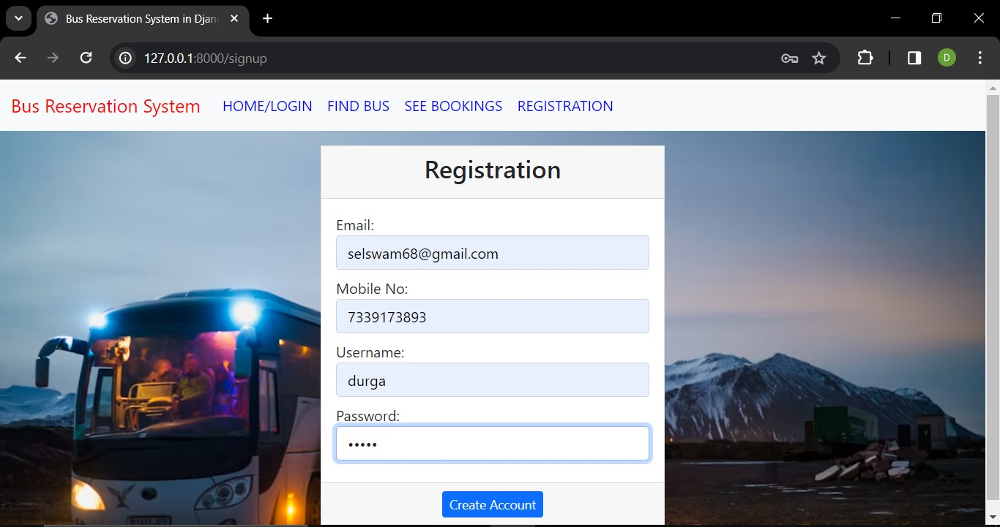 Bus Reservation System in Djan
127.0.0.1:8000/signup
D
Bus Reservation System HOME/LOGIN FIND BUS SEE BOOKINGS REGISTRATION
Registration
Email:
selswam68@gmail.com
Mobile No:
7339173893
Username:
durga
Password:
•••••
Create Account